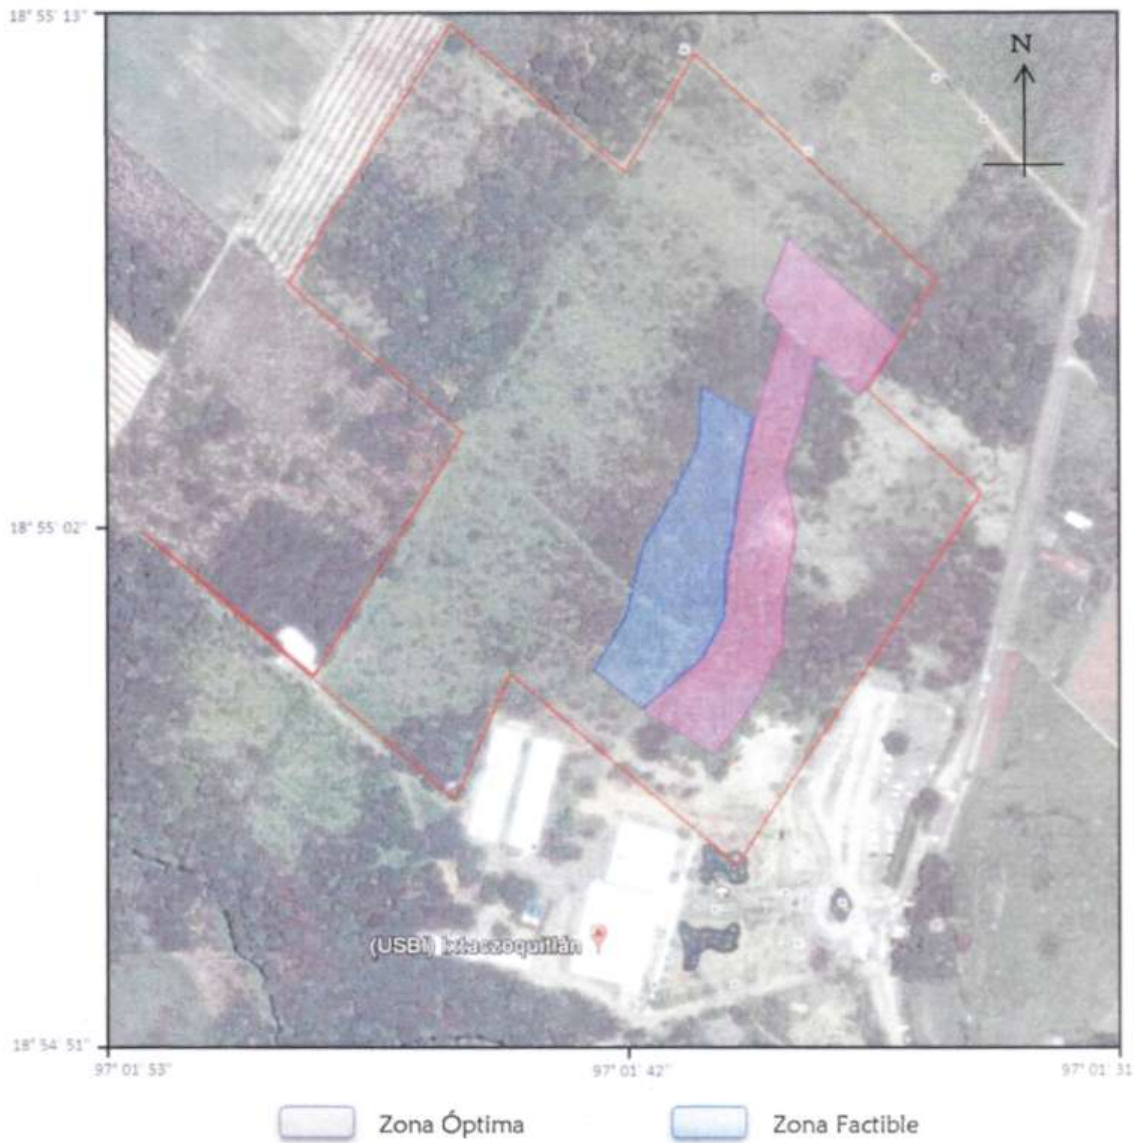 18° 55' 13"
N
18° 55' 02"
(USBI) Ixtaczoquitlán
18° 54' 51"
97° 01' 53"
97° 01' 42"
97° 01' 31"
Zona Óptima
Zona Factible